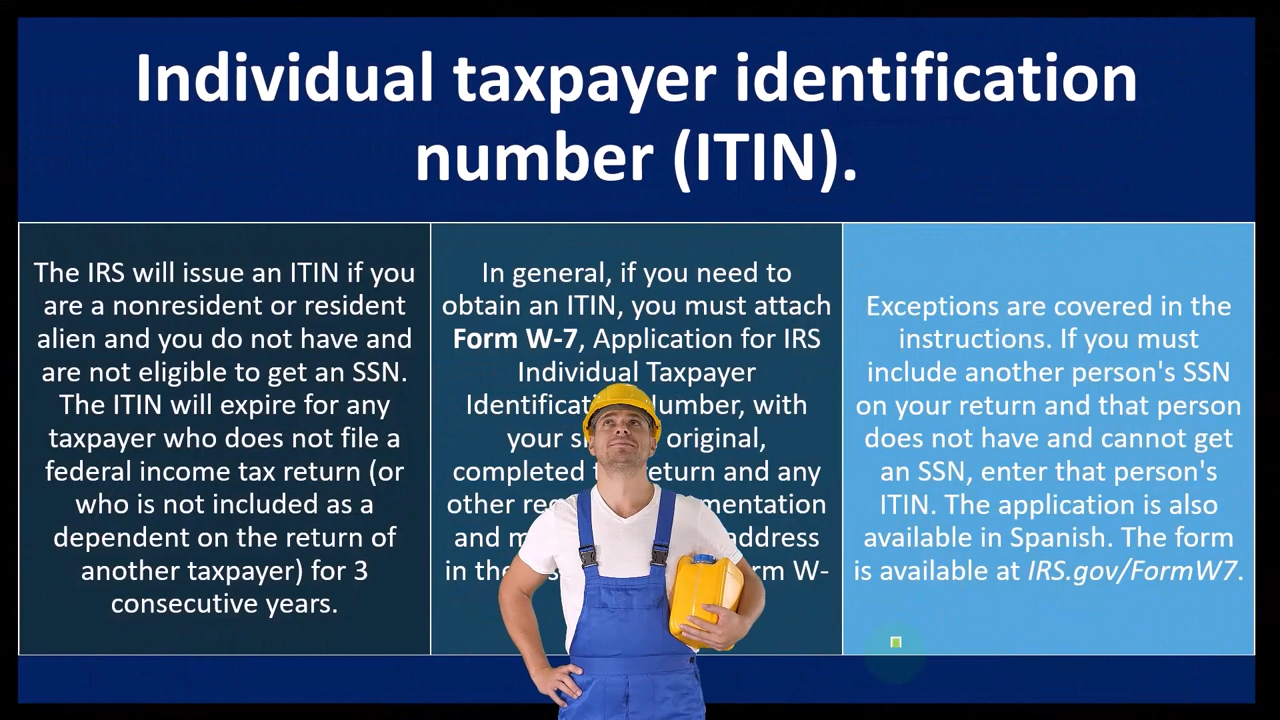 Individual taxpayer identification
number (ITIN).
The IRS will issue an ITIN if you
are a nonresident or resident
alien and you do not have and
are not eligible to get an SSN.
The ITIN will expire for any
taxpayer who does not file a
federal income tax return (or
who is not included as a
dependent on the return of
another taxpayer) for 3
consecutive years.
In general, if you need to
obtain an ITIN, you must attach
Form W-7, Application for IRS
Individual Taxpayer
with
your original,
completed and any
other
and address
in W-
Exceptions are covered in the
instructions. If you must
include another person's SSN
on your return and that person
does not have and cannot get
an SSN, enter that person's
ITIN. The application is also
available in Spanish. The form
is available at IRS.gov/FormW7.